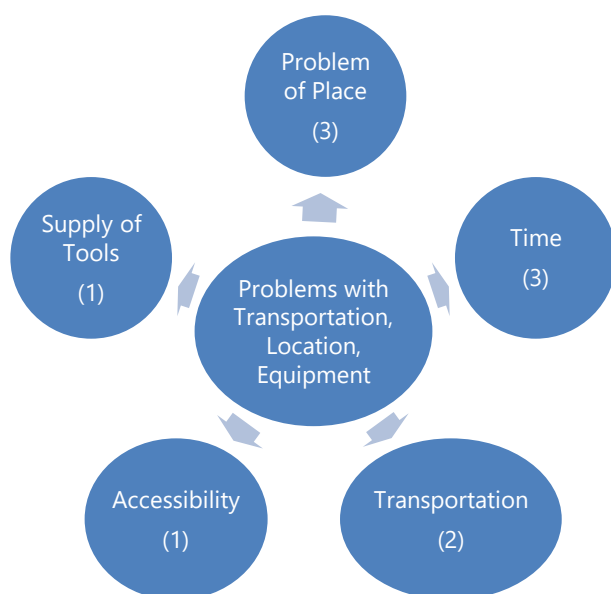 Problem
of Place
(3)
Supply of
Tools
(1)
Time
(3)
Problems with
Transportation,
Location,
Equipment
Accessibility
(1)
Transportation
(2)